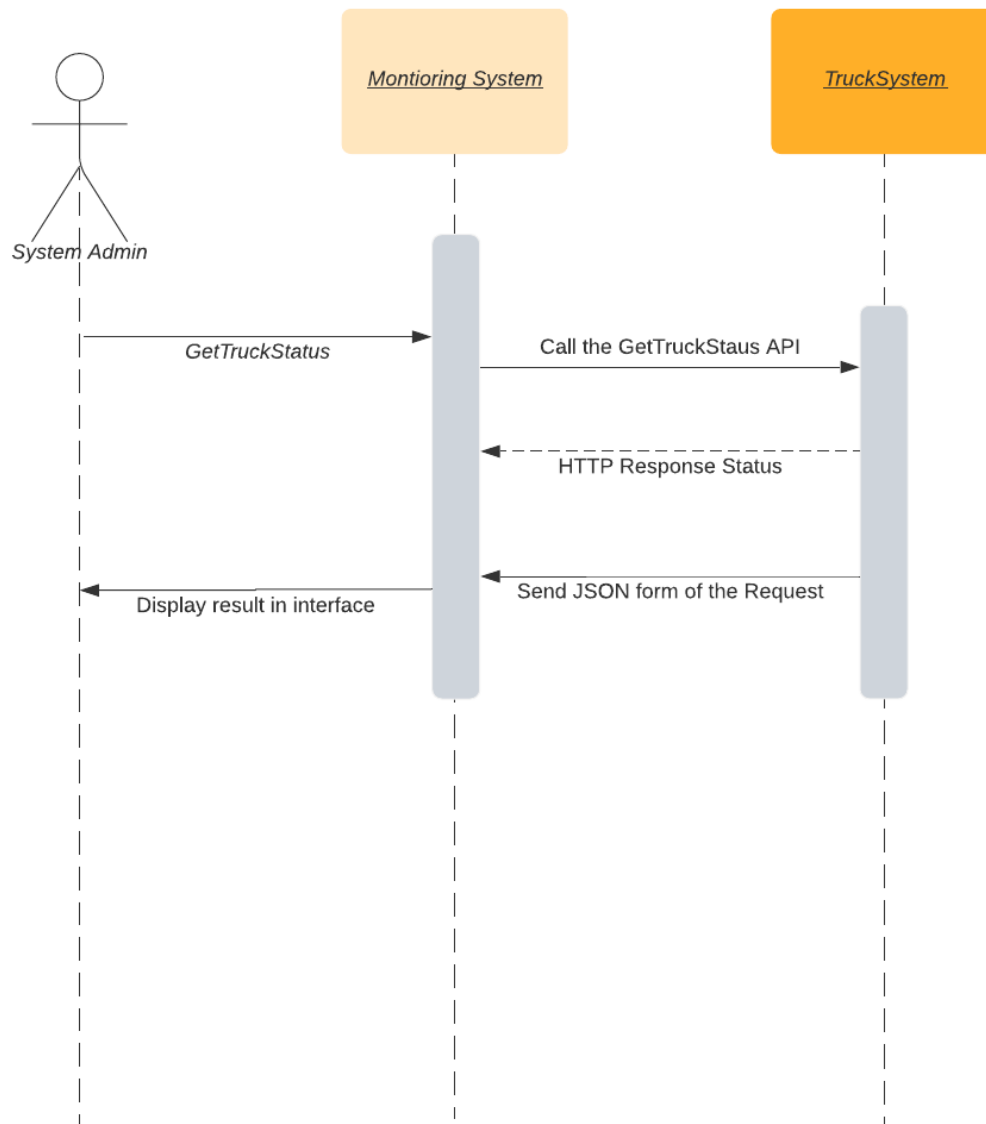 Montioring System
TruckSystem
System Admin
GetTruckStatus
Call the GetTruckStaus API
HTTP Response Status
Send JSON form of the Request
Display result in interface